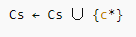 Cs ← Cs ∪ {c*}